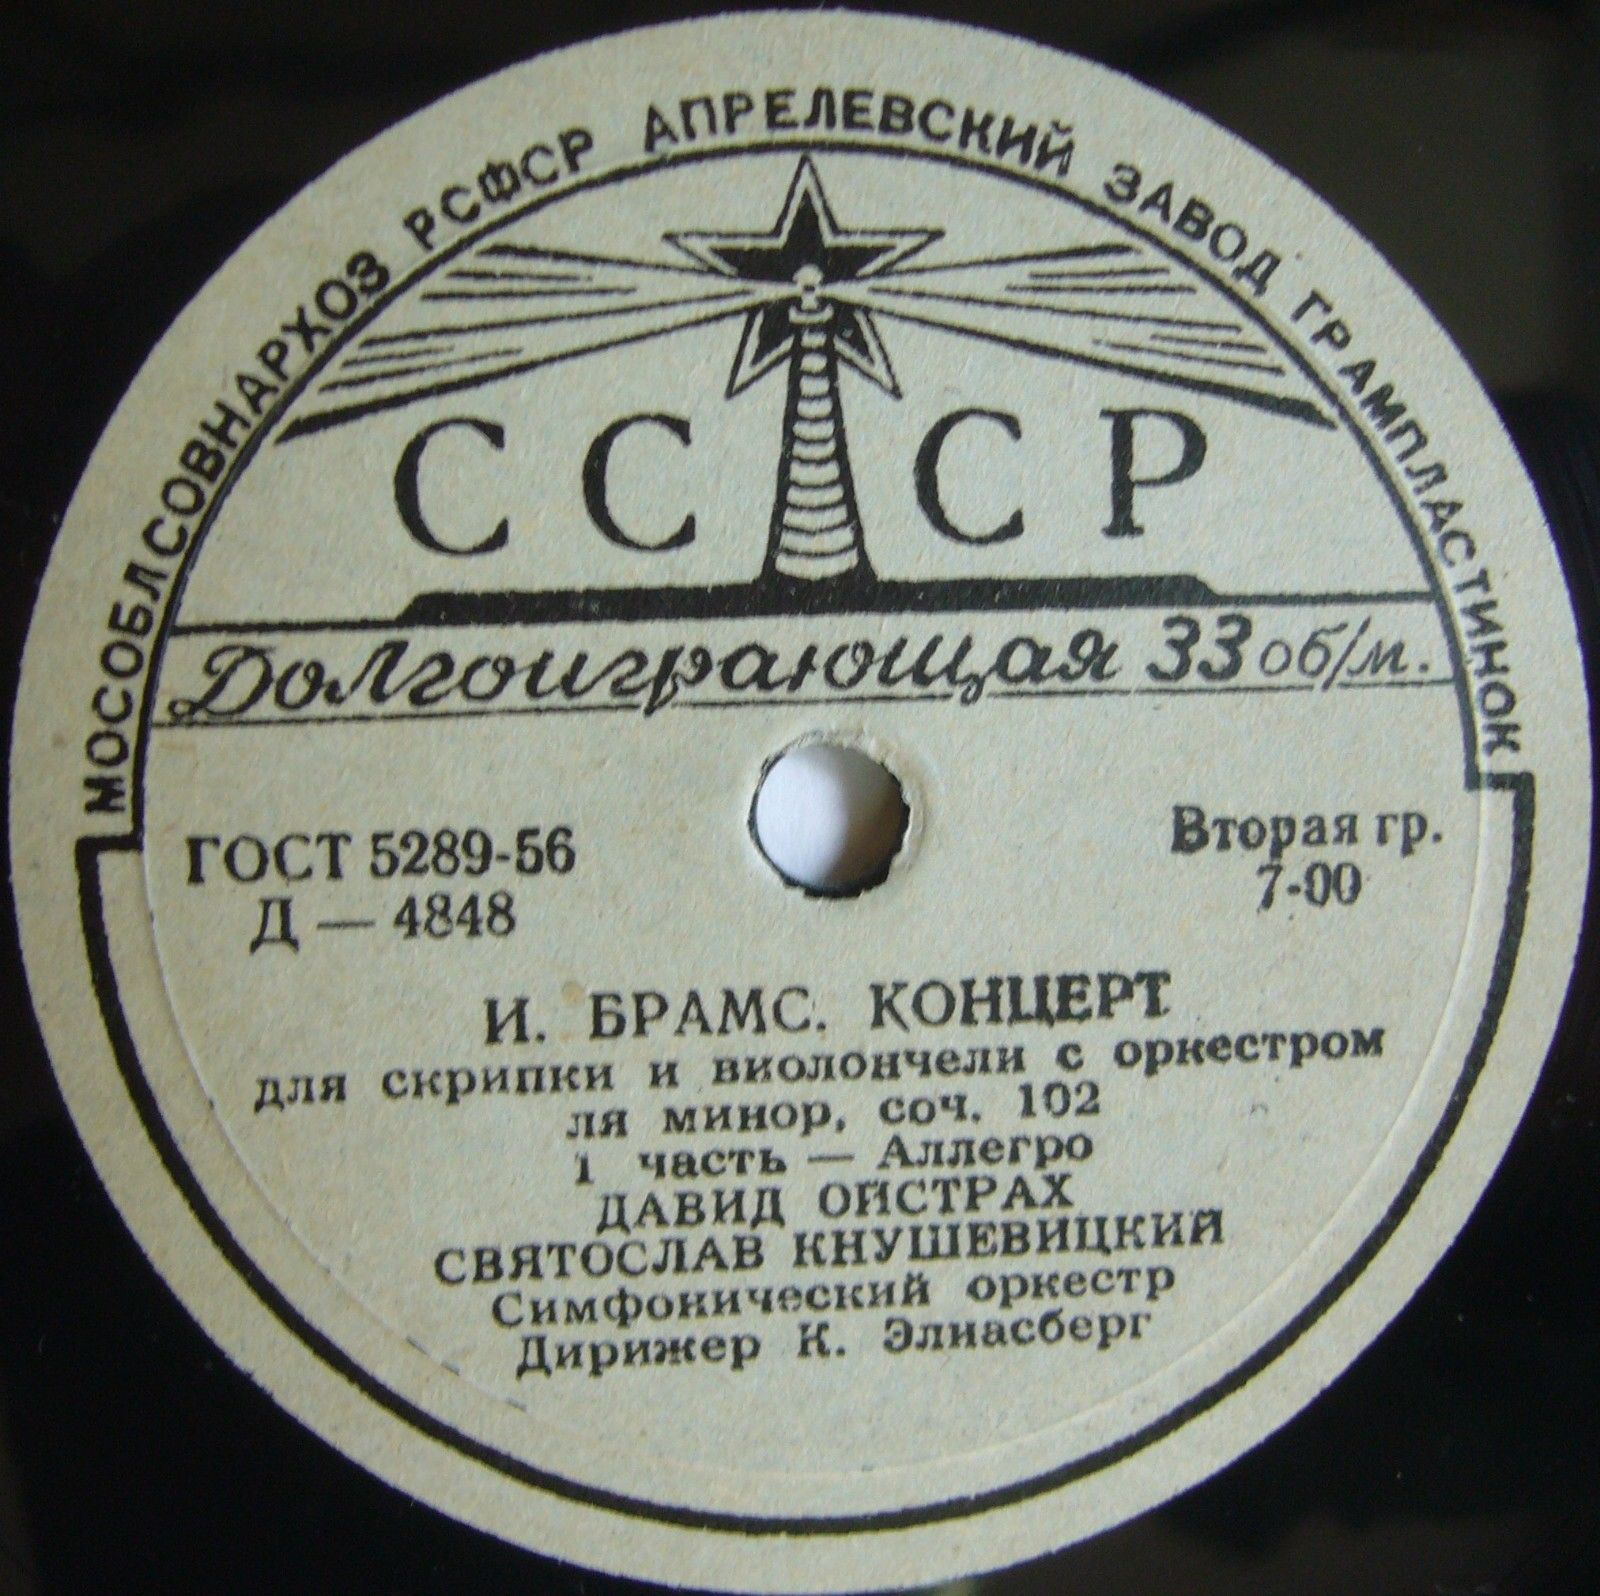 МОСОБЛСОВНАРХОЗ РСФСР АПРЕЛЕВСКИЙ ЗАВОД ГРАМПЛАСТИНОК
СССР
Долгоиграющая 33 об/м.
ГОСТ 5289-56
Д — 4848
Вторая гр.
7-00
И. БРАМС. КОНЦЕРТ
для скрипки и виолончели с оркестром
ля минор, соч. 102
1 часть — Аллегро
ДАВИД ОЙСТРАХ
СВЯТОСЛАВ КНУШЕВИЦКИЙ
Симфонический оркестр
Дирижер К. Элиасберг